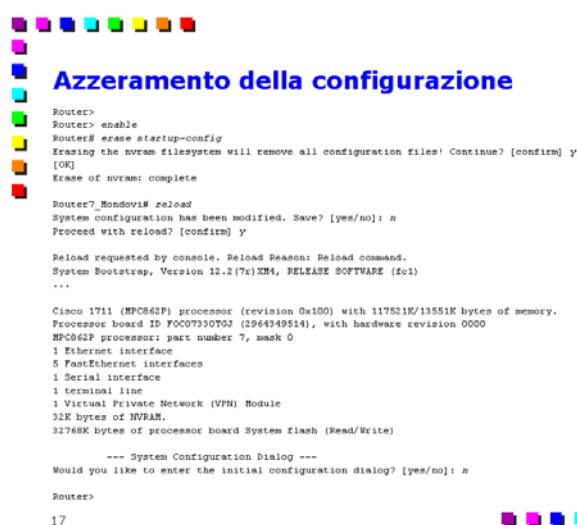 Azzeramento della configurazione
Router>
Router> enable
Router# erase startup-config
Erasing the nvram filesystem will remove all configuration files! Continue? [confirm] y
[OK]
Erase of nvram: complete
Router7_Mondovi# reload
System configuration has been modified. Save? [yes/no]: n
Proceed with reload? [confirm] y
Reload requested by console. Reload Reason: Reload command.
System Bootstrap, Version 12.2(7r)XM4, RELEASE SOFTWARE (fc1)
...
Cisco 1711 (MPC862P) processor (revision 0x100) with 117521K/13551K bytes of memory.
Processor board ID FOC07330TGJ (2964349514), with hardware revision 0000
MPC862P processor: part number 7, mask 0
1 Ethernet interface
5 FastEthernet interfaces
1 Serial interface
1 terminal line
1 Virtual Private Network (VPN) Module
32K bytes of NVRAM.
32768K bytes of processor board System flash (Read/Write)
--- System Configuration Dialog ---
Would you like to enter the initial configuration dialog? [yes/no]: n
Router>
17